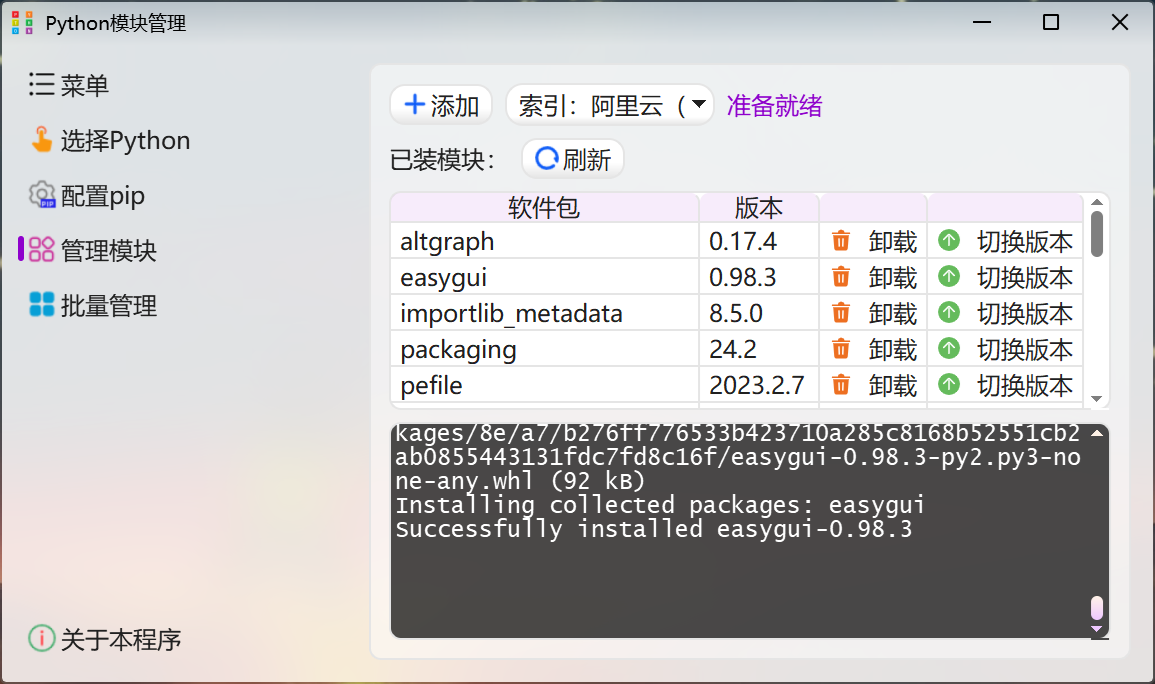 Python模块管理
菜单
选择Python
配置pip
管理模块
批量管理
关于本程序
添加 索引：阿里云（ 准备就绪
已装模块： 刷新
软件包 版本
altgraph 0.17.4 卸载 切换版本
easygui 0.98.3 卸载 切换版本
importlib_metadata 8.5.0 卸载 切换版本
packaging 24.2 卸载 切换版本
pefile 2023.2.7 卸载 切换版本
kages/8e/a7/b276ff776533b423710a285c8168b52551cb2
ab0855443131fdc7fd8c16f/easygui-0.98.3-py2.py3-no
ne-any.whl (92 kB)
Installing collected packages: easygui
Successfully installed easygui-0.98.3